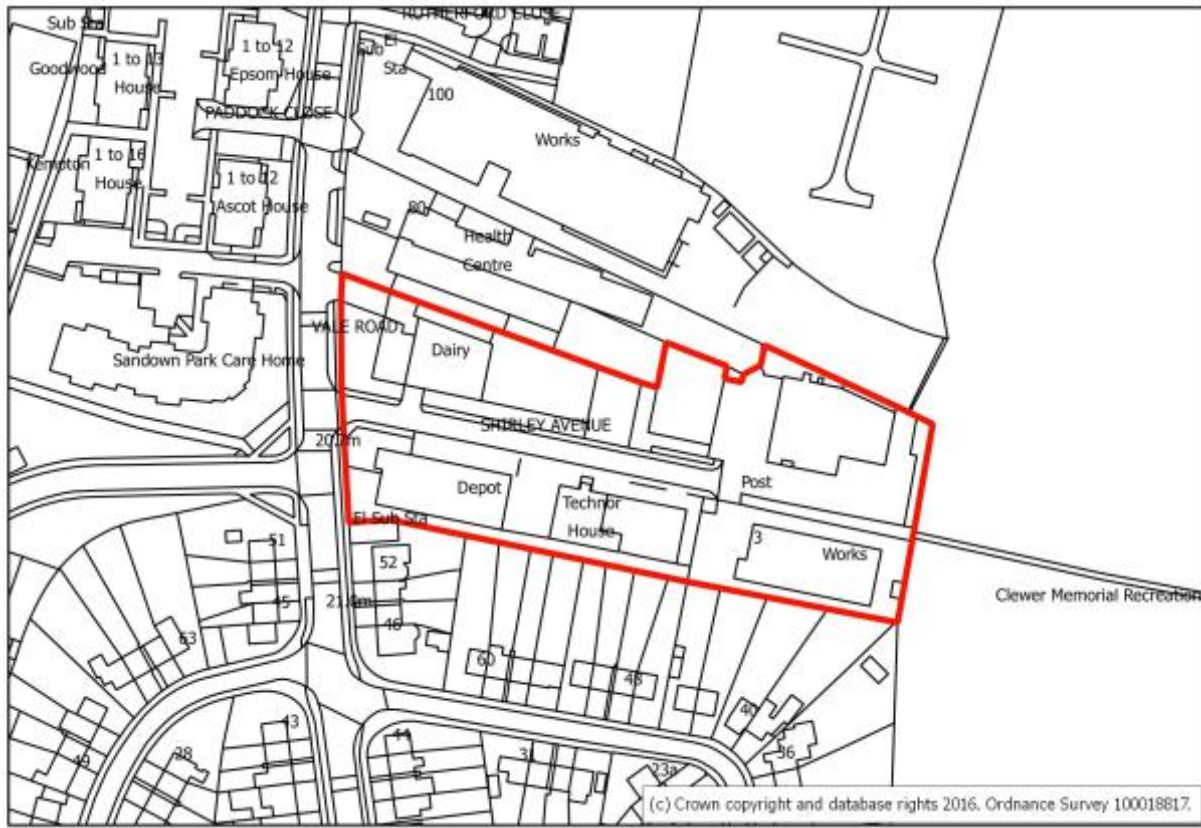 RUTHERFORD CLOSE
Sub Sta
1 to 12
Epsom House
El
Sub
Sta
1 to 13
House
Goodwood
100
PADDOCK CLOSE
Works
1 to 16
House
Kempton
1 to 12
Ascot House
80
Health
Centre
VALE ROAD
Dairy
Sandown Park Care Home
SHIRLEY AVENUE
Depot
Post
Technor
House
El Sub Sta
3
Works
51
52
Clewer Memorial Recreation
45
46
63
60
48
40
43
44
38
49
31
36
23a
(c) Crown copyright and database rights 2016. Ordnance Survey 100018817.